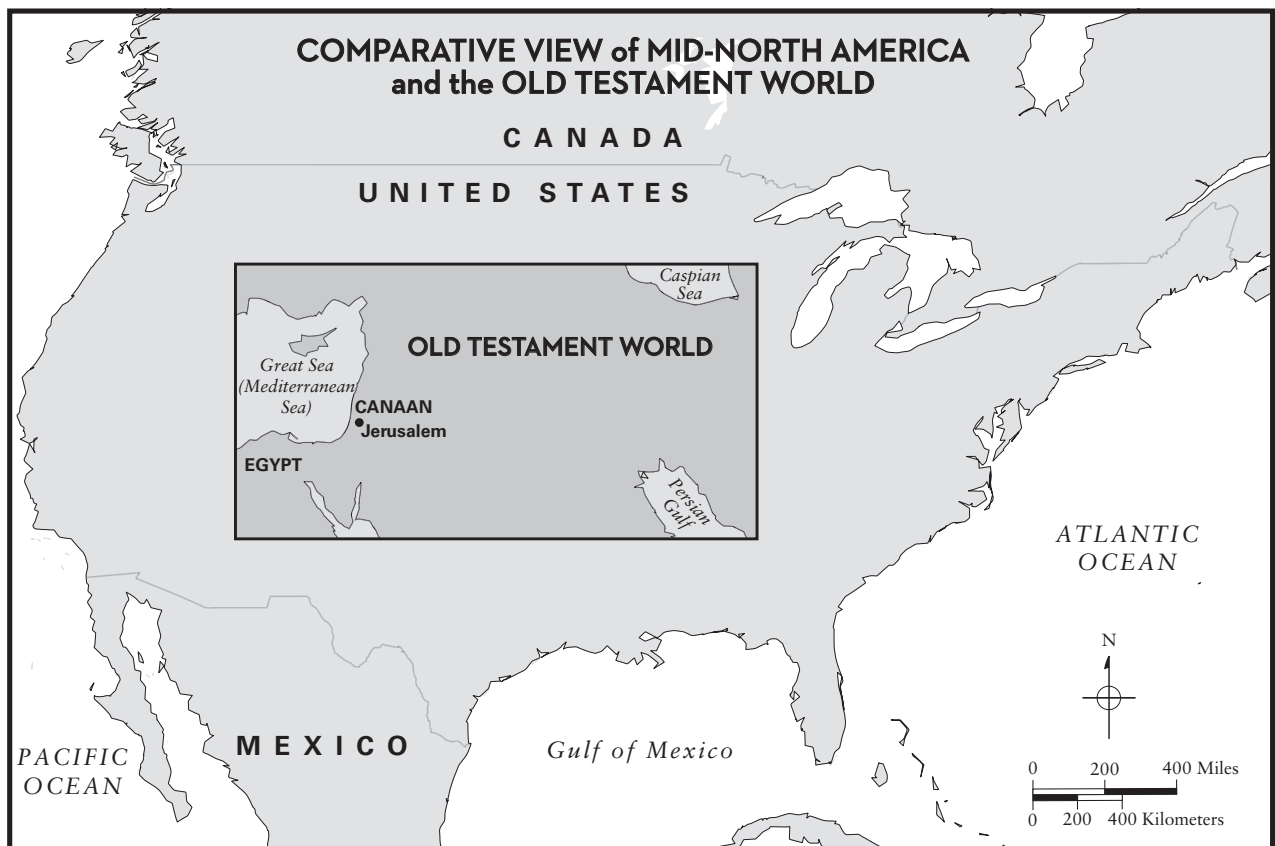 COMPARATIVE VIEW of MID-NORTH AMERICA
and the OLD TESTAMENT WORLD
CANADA
UNITED STATES
Caspian
Sea
OLD TESTAMENT WORLD
Great Sea
(Mediterranean
Sea)
CANAAN
Jerusalem
EGYPT
Persian
Gulf
ATLANTIC
OCEAN
N
MEXICO
Gulf of Mexico
PACIFIC
OCEAN
0 200 400 Miles
0 200 400 Kilometers